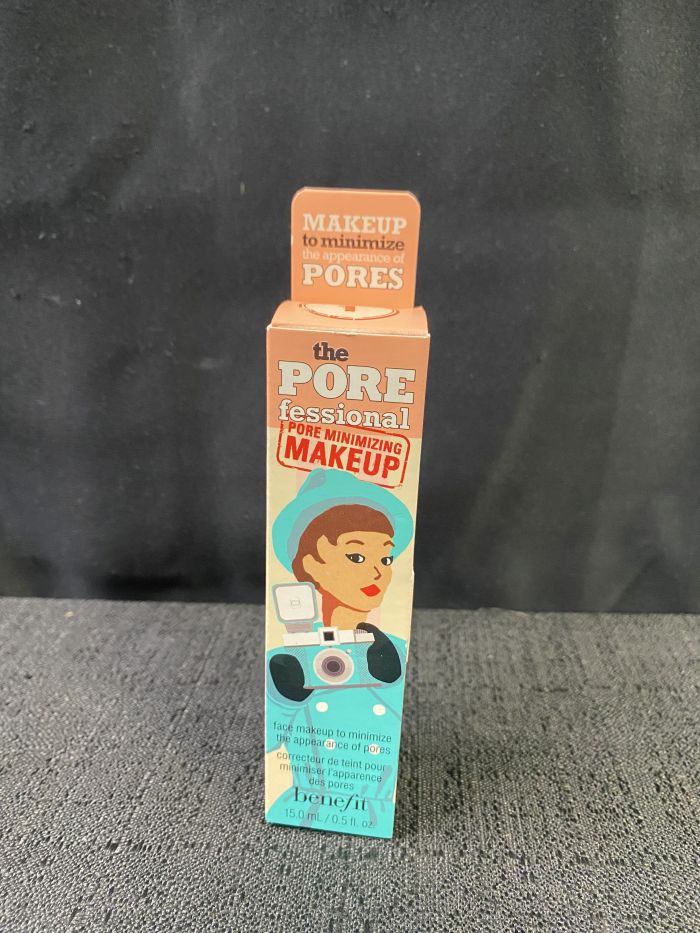 MAKEUP
to minimize
the appearance of
PORES
the
PORE
fessional
PORE MINIMIZING
MAKEUP
face makeup to minimize
the appearance of pores
correcteur de teint pour
minimiser l'apparence
des pores
benefit
15.0 mL / 0.5 fl. oz.